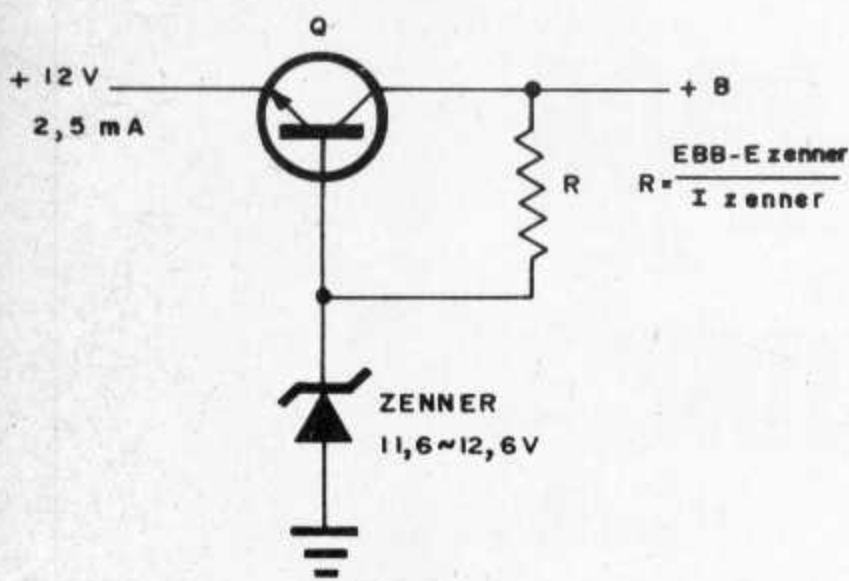 Q
+ 12 V
2,5 mA
+ B
R
R = EBB-E zenner
I zenner
ZENNER
11,6~12,6V